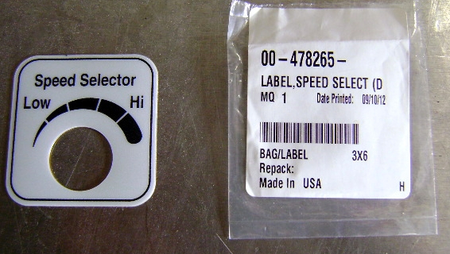 Speed Selector
Low Hi
00-478265-
LABEL,SPEED SELECT (D
MQ 1 Date Printed: 09/10/12
BAG/LABEL 3X6
Repack:
Made In USA H